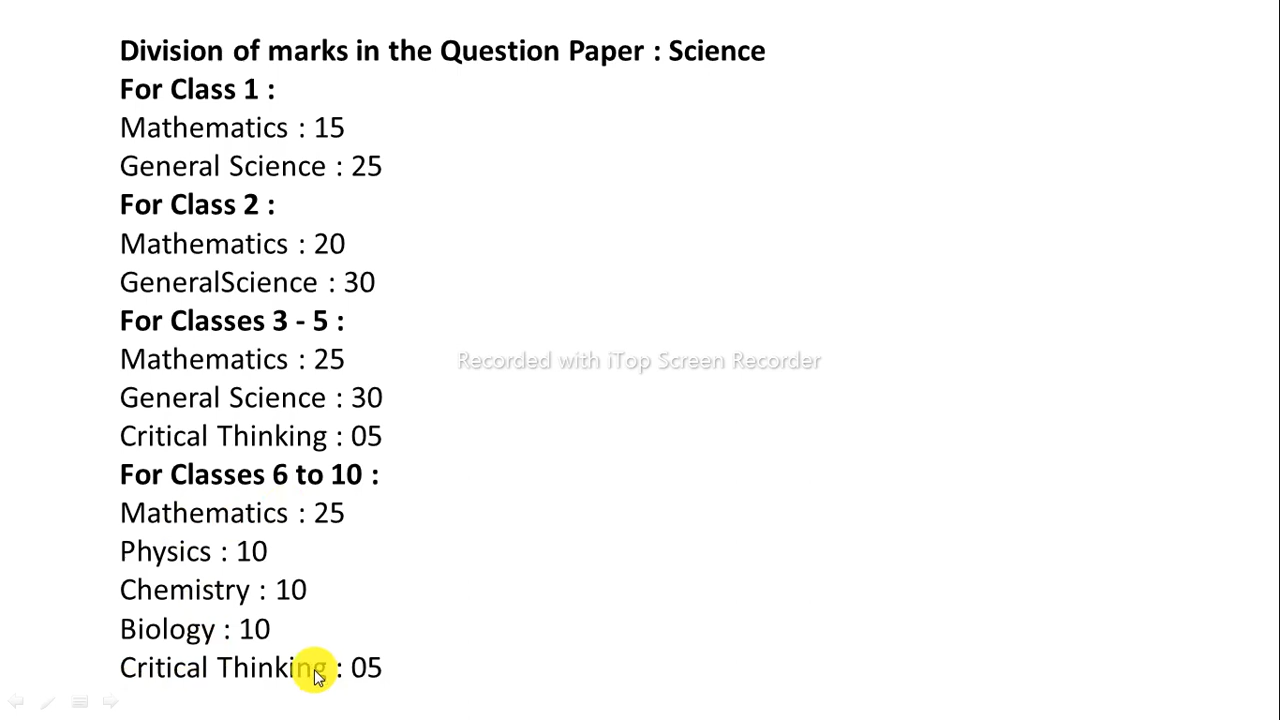 Division of marks in the Question Paper : Science
For Class 1 :
Mathematics : 15
General Science : 25
For Class 2 :
Mathematics : 20
GeneralScience : 30
For Classes 3 - 5 :
Mathematics : 25
Recorded with iTop Screen Recorder
General Science : 30
Critical Thinking : 05
For Classes 6 to 10 :
Mathematics : 25
Physics : 10
Chemistry : 10
Biology : 10
Critical Thinking : 05